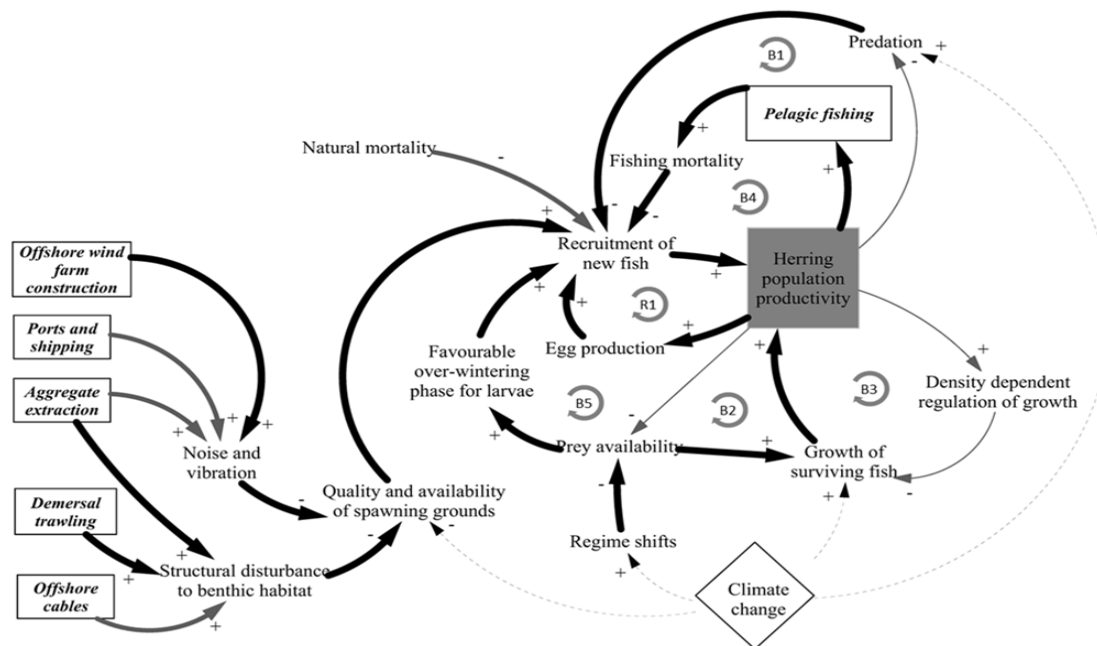 Predation
+
-
B1
Pelagic fishing
+
+
Natural mortality
-
Fishing mortality
-
-
B4
+
Recruitment of
new fish
+
Herring
population
productivity
Offshore wind
farm
construction
+
+
R1
+
Egg production
+
Ports and
shipping
Favourable
over-wintering
phase for larvae
+
Density dependent
regulation of growth
Aggregate
extraction
B5
-
B2
B3
+
+
+
Noise and
vibration
+
Prey availability
+
Growth of
surviving fish
-
-
Quality and availability
of spawning grounds
-
+
Demersal
trawling
-
-
Regime shifts
+
+
+
Structural disturbance
to benthic habitat
Climate
change
Offshore
cables
+